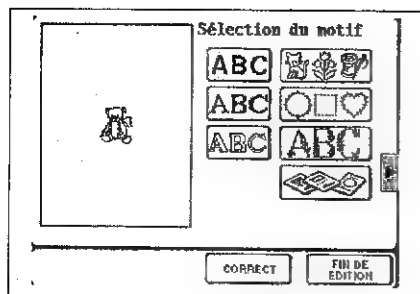 Sélection du motif
ABC
ABC
ABC
ABC
CORRECT
FIN DE
EDITION